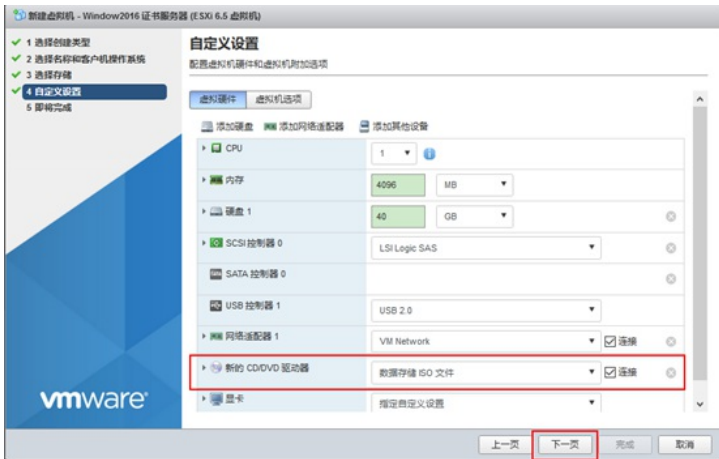 新建虚拟机 - Window2016 证书服务器 (ESXi 6.5 虚拟机)
1 选择创建类型
2 选择名称和客户机操作系统
3 选择存储
4 自定义设置
5 即将完成
自定义设置
配置虚拟机硬件和虚拟机附加选项
虚拟硬件 虚拟机选项
添加硬盘 添加网络适配器 添加其他设备
CPU 1
内存 4096 MB
硬盘 1 40 GB
SCSI 控制器 0 LSI Logic SAS
SATA 控制器 0
USB 控制器 1 USB 2.0
网络适配器 1 VM Network 连接
新的 CD/DVD 驱动器 数据存储 ISO 文件 连接
显卡 指定自定义设置
vmware
上一页 下一页 完成 取消